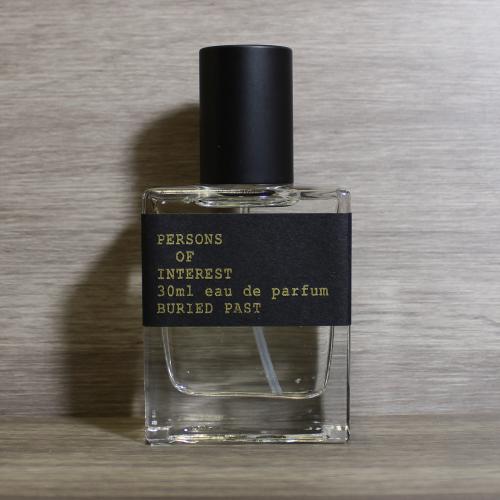 PERSONS
OF
INTEREST
30ml eau de parfum
BURIED PAST